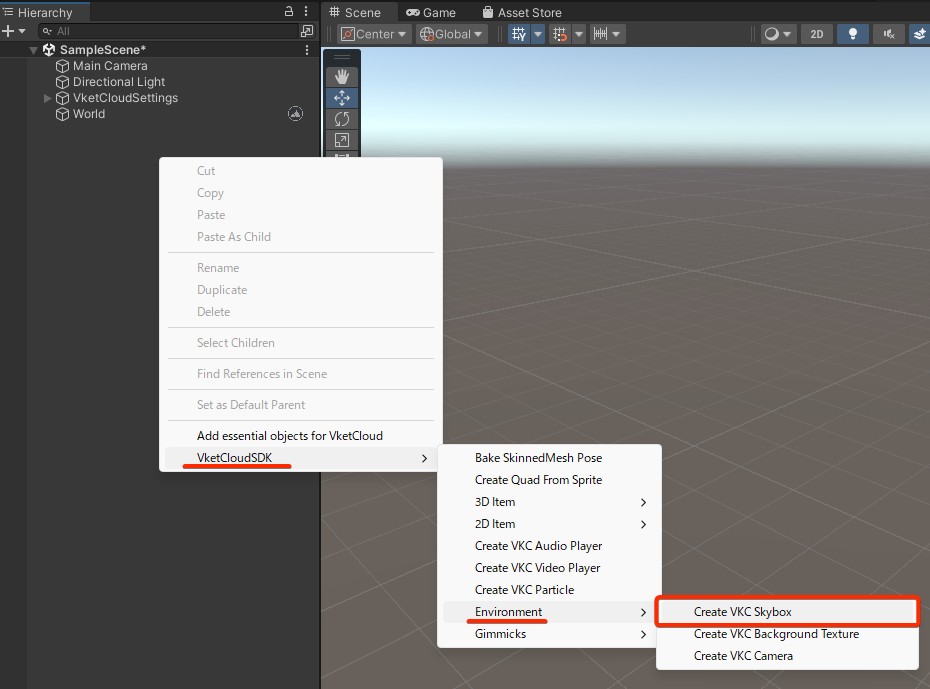 Hierarchy
Scene
Game
Asset Store
All
Center
Global
2D
SampleScene*
Main Camera
Directional Light
VketCloudSettings
World
Cut
Copy
Paste
Paste As Child
Rename
Duplicate
Delete
Select Children
Find References in Scene
Set as Default Parent
Add essential objects for VketCloud
VketCloudSDK
Bake SkinnedMesh Pose
Create Quad From Sprite
3D Item
2D Item
Create VKC Audio Player
Create VKC Video Player
Create VKC Particle
Environment
Gimmicks
Create VKC Skybox
Create VKC Background Texture
Create VKC Camera